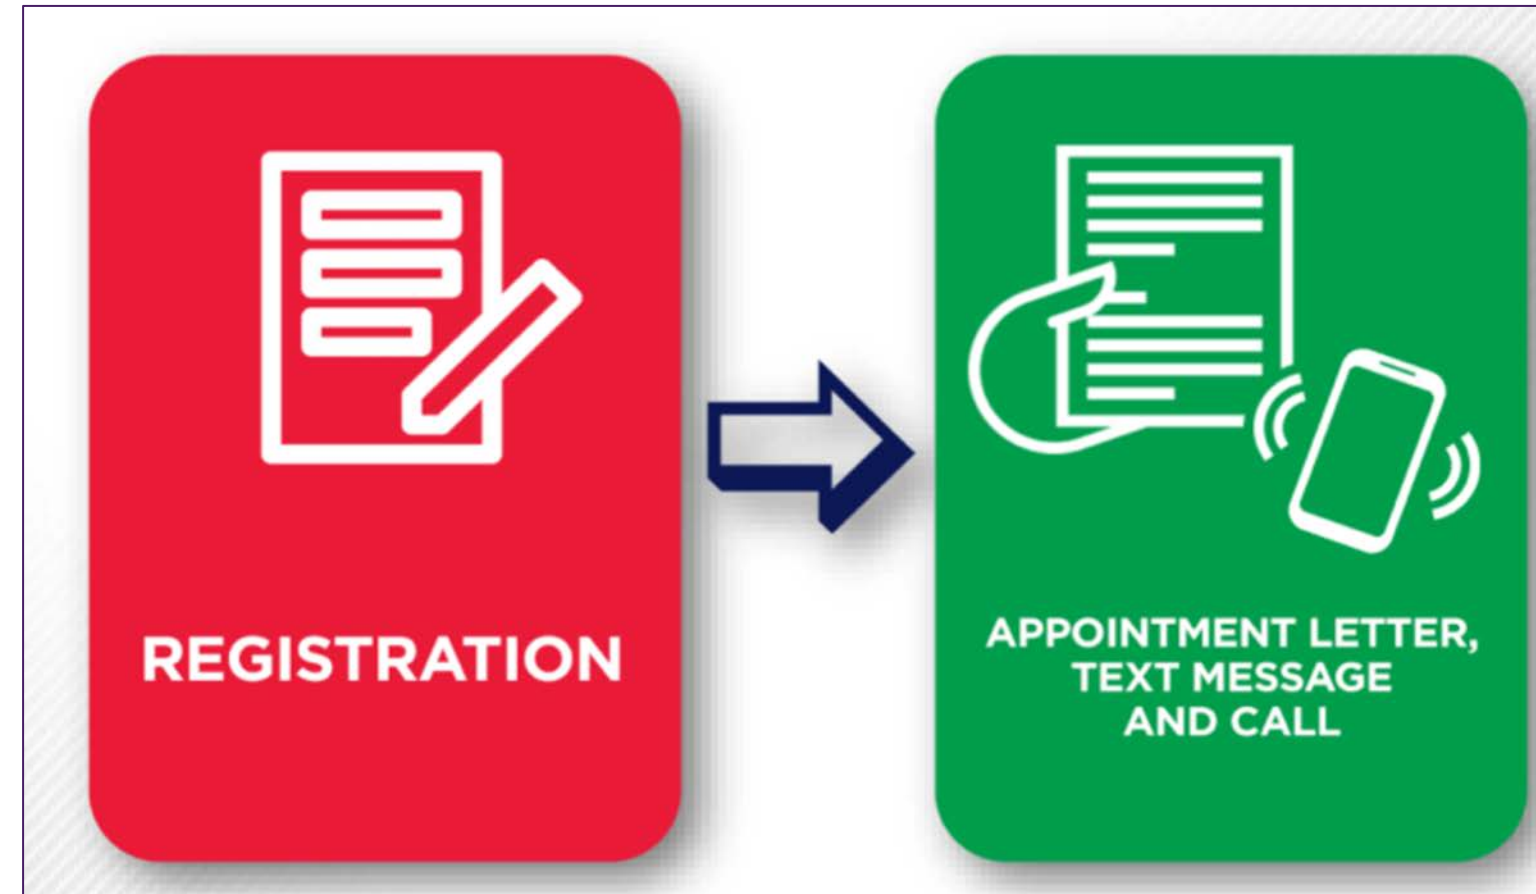 REGISTRATION
APPOINTMENT LETTER,
TEXT MESSAGE
AND CALL